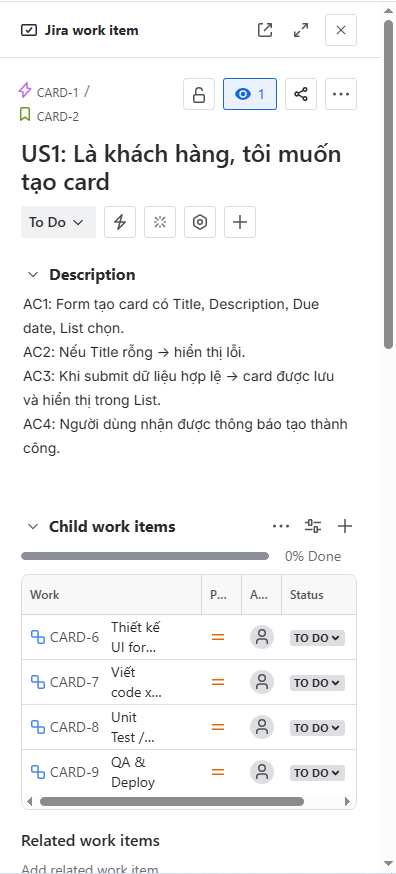 Jira work item
CARD-1 /
CARD-2
1
US1: Là khách hàng, tôi muốn
tạo card
To Do
Description
AC1: Form tạo card có Title, Description, Due
date, List chọn.
AC2: Nếu Title rỗng → hiển thị lỗi.
AC3: Khi submit dữ liệu hợp lệ → card được lưu
và hiển thị trong List.
AC4: Người dùng nhận được thông báo tạo thành
công.
Child work items
0% Done
Work P... A... Status
CARD-6 Thiết kế
UI for... TO DO
CARD-7 Viết
code x... TO DO
CARD-8 Unit
Test /... TO DO
CARD-9 QA &
Deploy TO DO
Related work items
Add related work item